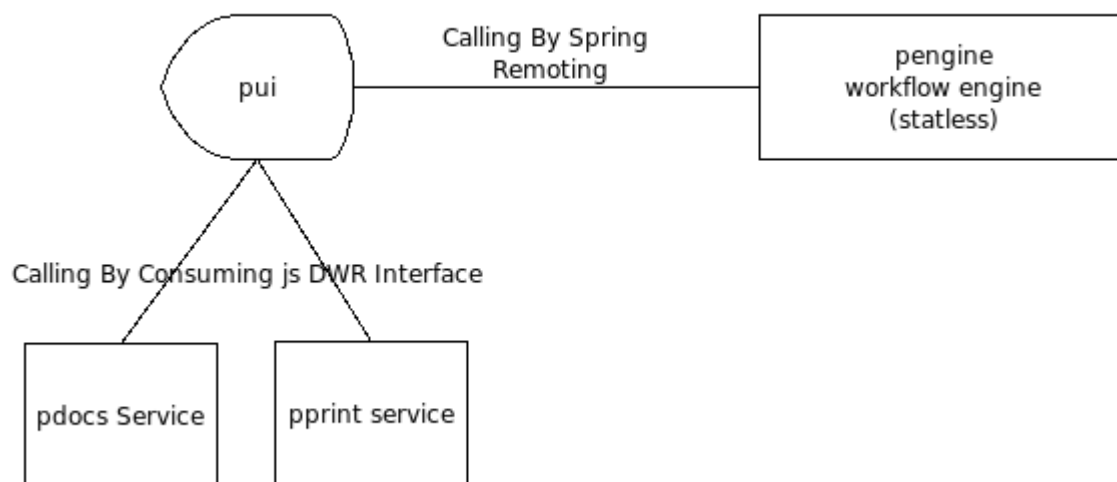 Calling By Spring
Remoting
pui
pengine
workflow engine
(statless)
Calling By Consuming js DWR Interface
pdocs Service
pprint service